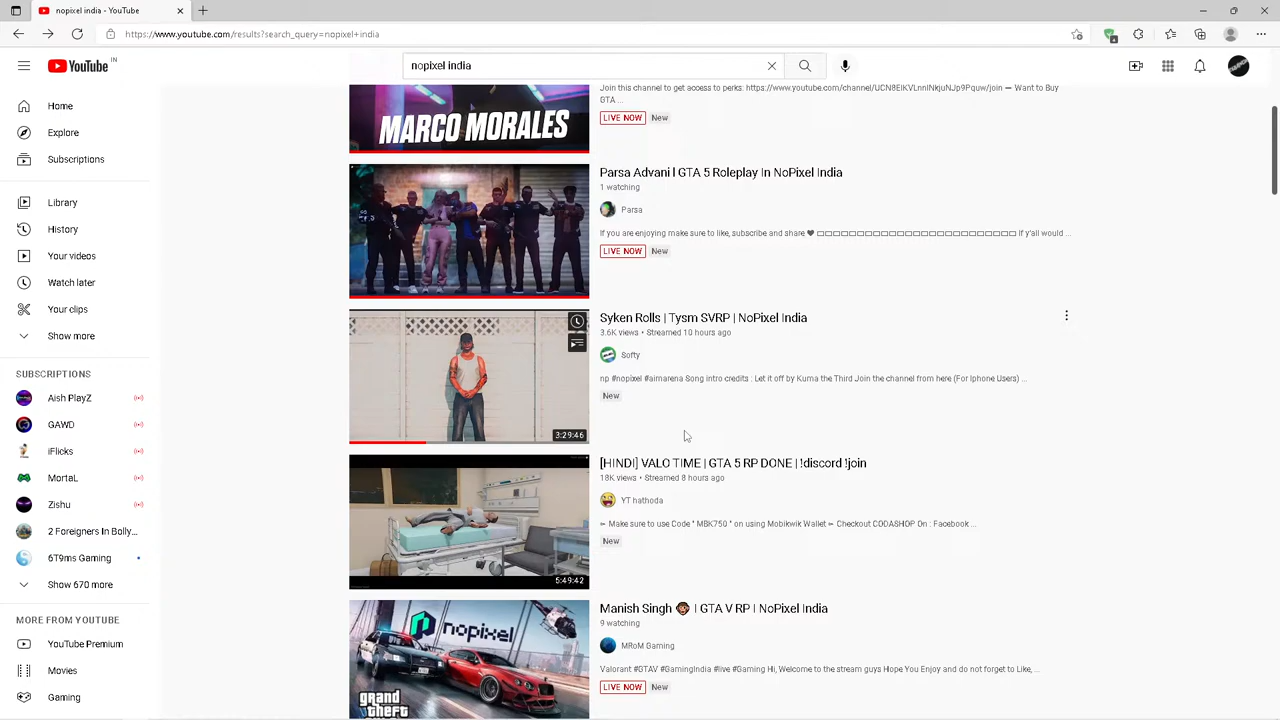 nopixel india - YouTube
https://www.youtube.com/results?search_query=nopixel+india
YouTube IN
nopixel india
Home
Explore
Subscriptions
Library
History
Your videos
Watch later
Your clips
Show more
SUBSCRIPTIONS
Aish PlayZ
GAWD
iFlicks
MortaL
Zishu
2 Foreigners In Bolly...
6T9ms Gaming
Show 670 more
MORE FROM YOUTUBE
YouTube Premium
Movies
Gaming
MARCO MORALES
Join this channel to get access to perks: ➖ Want to Buy
GTA ...
LIVE NOW New
Parsa Advani l GTA 5 Roleplay In NoPixel India
1 watching
Parsa
If you are enjoying make sure to like, subscribe and share ♥ If y'all would ...
LIVE NOW New
Syken Rolls | Tysm SVRP | NoPixel India
3.6K views • Streamed 10 hours ago
Softy
np #nopixel #aimarena Song intro credits : Let it off by Kuma the Third Join the channel from here (For Iphone Users) ...
New
3:29:46
[HINDI] VALO TIME | GTA 5 RP DONE | !discord !join
18K views • Streamed 8 hours ago
YT hathoda
Make sure to use Code " MBK750 " on using Mobikwik Wallet Checkout CODASHOP On : Facebook ...
New
5:49:42
nopixel
grand
theft
Manish Singh 🐵 | GTA V RP | NoPixel India
9 watching
MRoM Gaming
Valorant #GTAV #GamingIndia #live #Gaming Hi, Welcome to the stream guys Hope You Enjoy and do not forget to Like, ...
LIVE NOW New